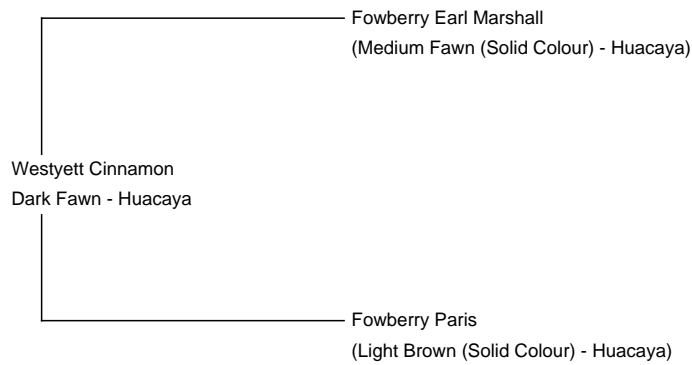 Fowberry Earl Marshall
(Medium Fawn (Solid Colour) - Huacaya)
Westyett Cinnamon
Dark Fawn - Huacaya
Fowberry Paris
(Light Brown (Solid Colour) - Huacaya)